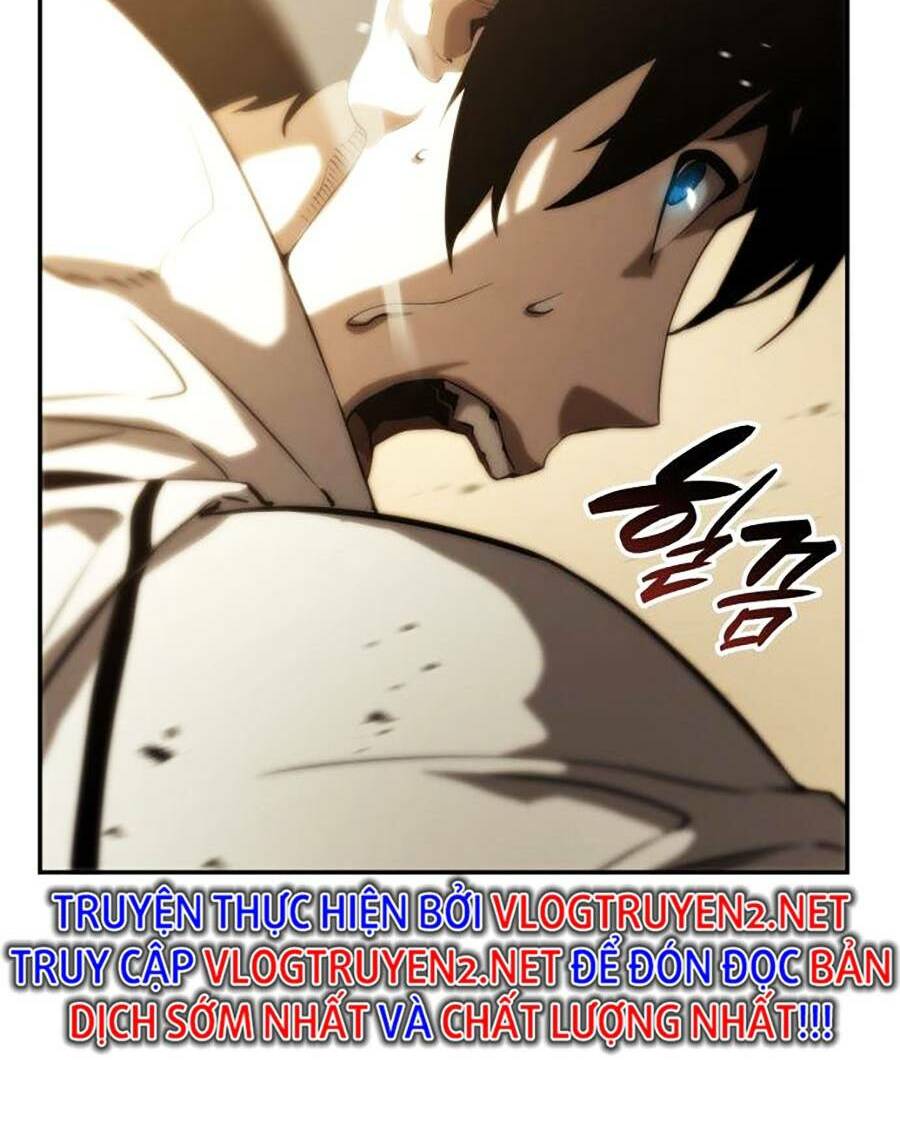 힐끔
TRUYỆN THỰC HIỆN BỞI VLOGTRUYEN2.NET
TRUY CẬP VLOGTRUYEN2.NET ĐỂ ĐÓN ĐỌC BẢN
DỊCH SỚM NHẤT VÀ CHẤT LƯỢNG NHẤT!!!